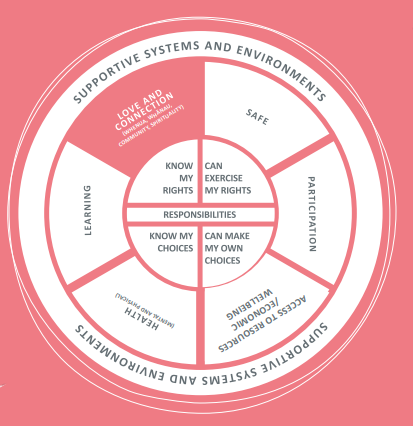 SUPPORTIVE SYSTEMS AND ENVIRONMENTS
LOVE AND
CONNECTION
(WHENUA, WHĀNAU,
COMMUNITY, SPIRITUALITY)
SAFE
LEARNING
PARTICIPATION
KNOW
MY
RIGHTS
CAN
EXERCISE
MY RIGHTS
RESPONSIBILITIES
KNOW MY
CHOICES
CAN MAKE
MY OWN
CHOICES
HEALTH
(MENTAL AND PHYSICAL)
ACCESS TO RESOURCES
/ECONOMIC
WELLBEING
SUPPORTIVE SYSTEMS AND ENVIRONMENTS